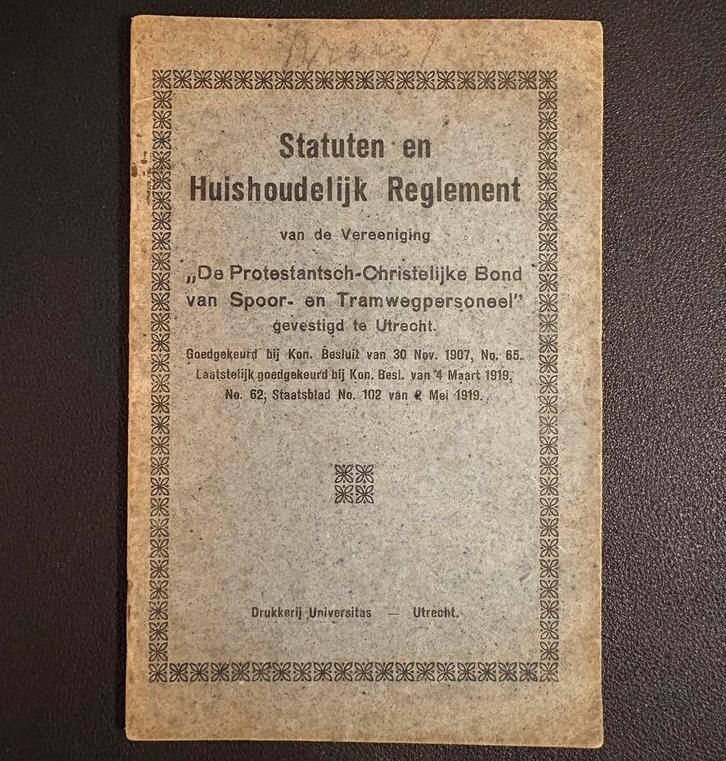 Statuten en
Huishoudelijk Reglement
van de Vereeniging
„De Protestantsch-Christelijke Bond
van Spoor- en Tramwegpersoneel”
gevestigd te Utrecht.
Goedgekeurd bij Kon. Besluit van 30 Nov. 1907, No. 65.
Laatstelijk goedgekeurd bij Kon. Besl. van 4 Maart 1919,
No. 62, Staatsblad No. 102 van Mei 1919.
Drukkerij Universitas — Utrecht.